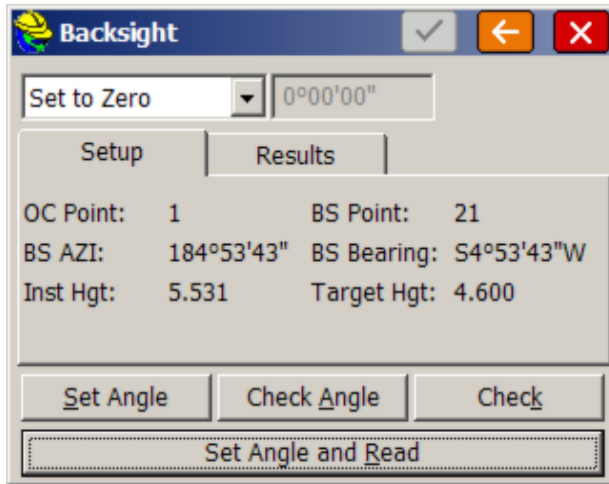 Backsight
Set to Zero 0°00'00"
Setup Results
OC Point: 1 BS Point: 21
BS AZI: 184°53'43" BS Bearing: S4°53'43"W
Inst Hgt: 5.531 Target Hgt: 4.600
Set Angle Check Angle Check
Set Angle and Read